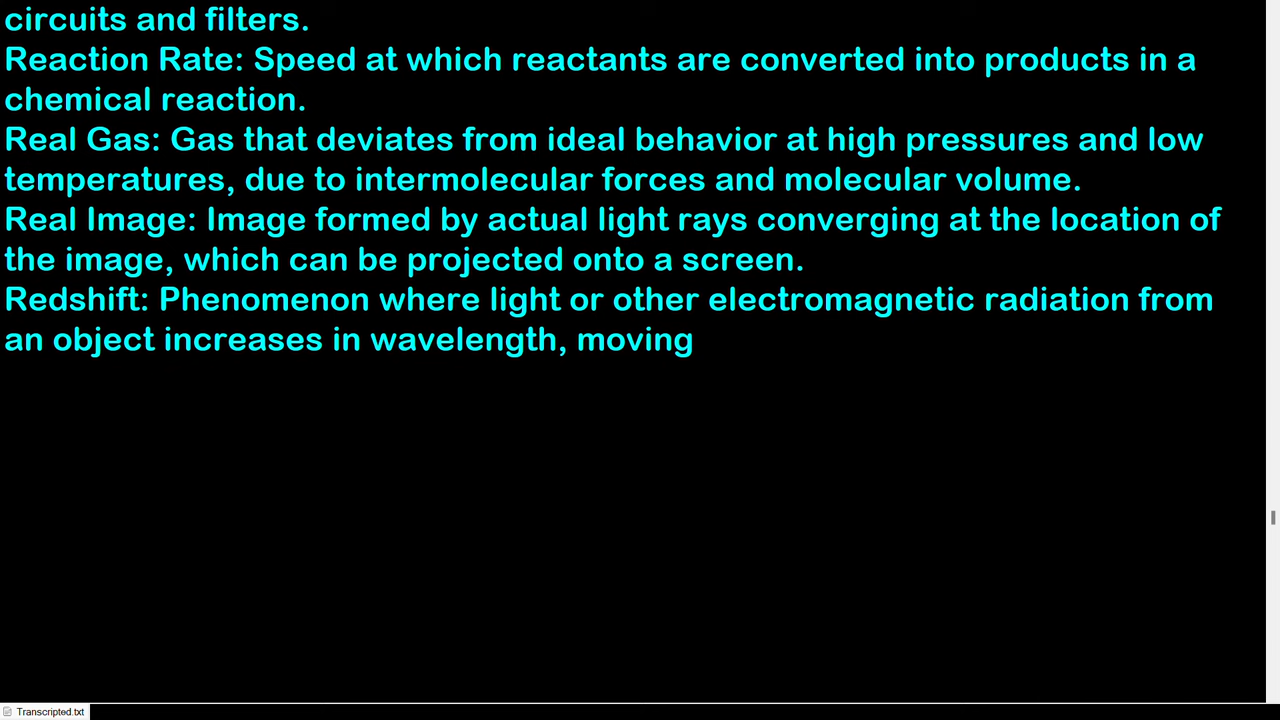 circuits and filters.
Reaction Rate: Speed at which reactants are converted into products in a
chemical reaction.
Real Gas: Gas that deviates from ideal behavior at high pressures and low
temperatures, due to intermolecular forces and molecular volume.
Real Image: Image formed by actual light rays converging at the location of
the image, which can be projected onto a screen.
Redshift: Phenomenon where light or other electromagnetic radiation from
an object increases in wavelength, moving
Transcripted.txt